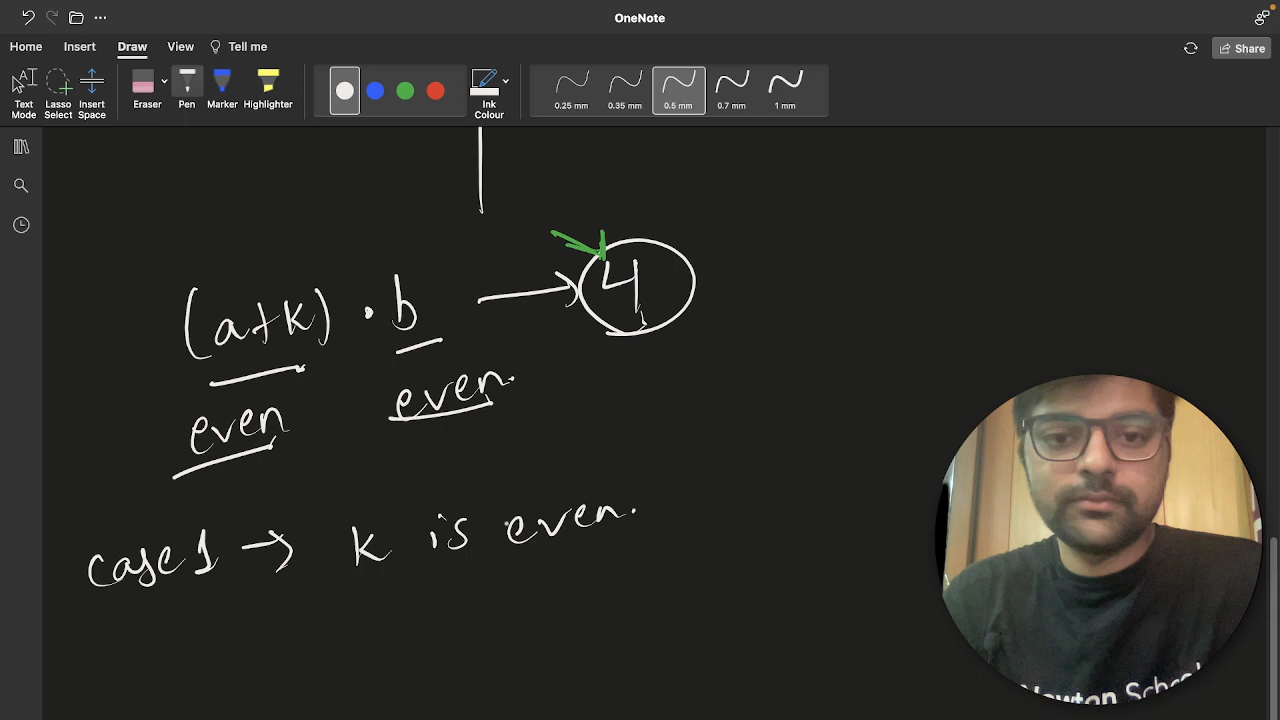 OneNote
Home Insert Draw View Tell me
Share
Text Mode
Lasso Select
Insert Space
Eraser
Pen
Marker
Highlighter
Ink Colour
0.25 mm
0.35 mm
0.5 mm
0.7 mm
1 mm
(a+k) . b → 4
even even.
case 1 → k is even.
Newton School